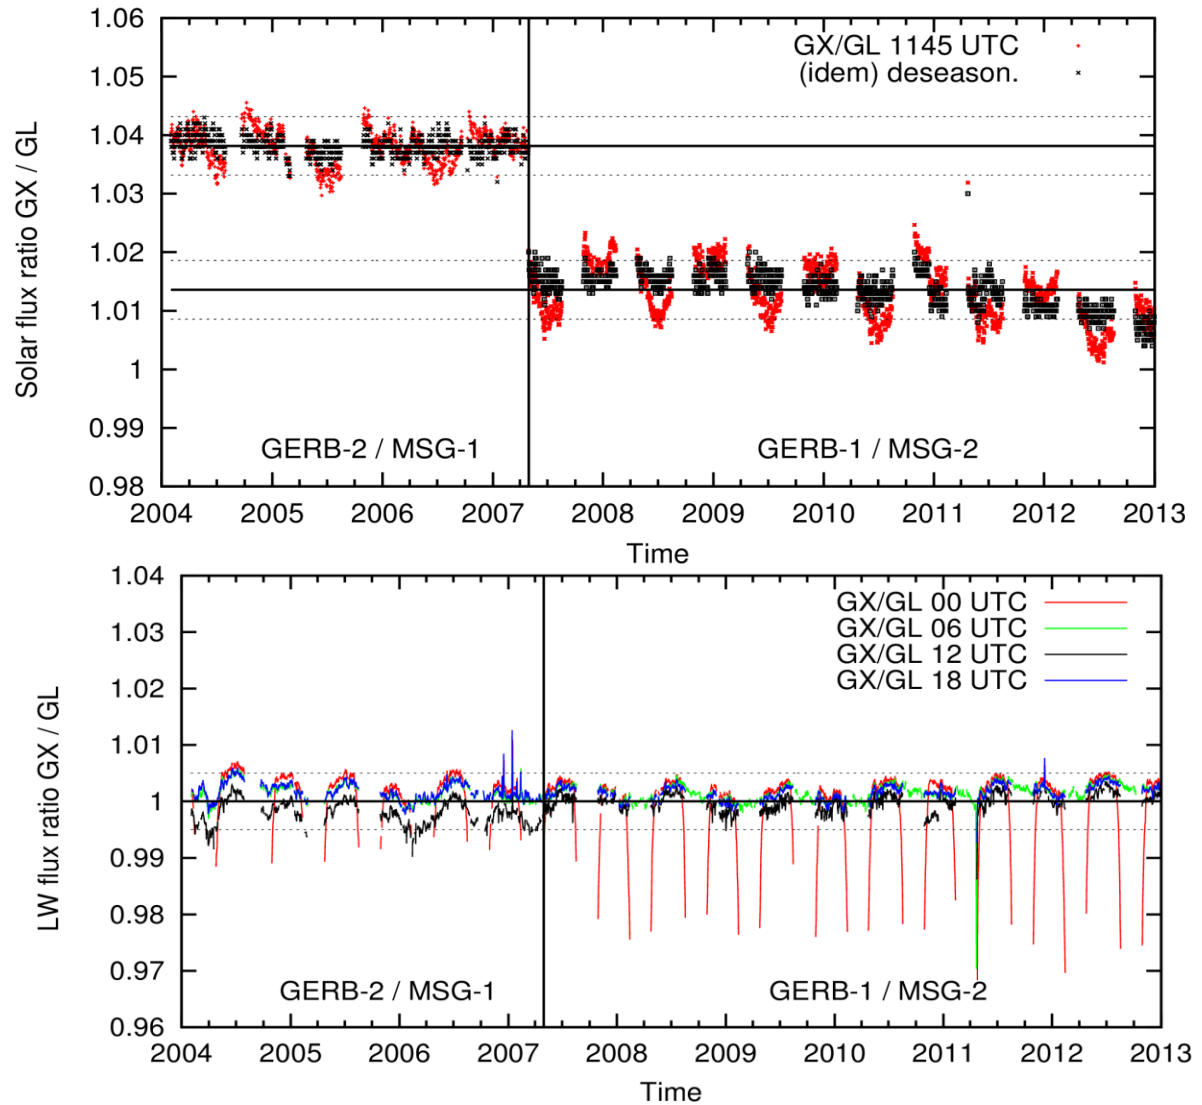 1.06
1.05
1.04
1.03
1.02
1.01
1
0.99
0.98
Solar flux ratio GX / GL
GX/GL 1145 UTC
(idem) deseason.
GERB-2 / MSG-1
GERB-1 / MSG-2
2004 2005 2006 2007 2008 2009 2010 2011 2012 2013
Time
1.04
1.03
1.02
1.01
1
0.99
0.98
0.97
0.96
LW flux ratio GX / GL
GX/GL 00 UTC
GX/GL 06 UTC
GX/GL 12 UTC
GX/GL 18 UTC
GERB-2 / MSG-1
GERB-1 / MSG-2
2004 2005 2006 2007 2008 2009 2010 2011 2012 2013
Time